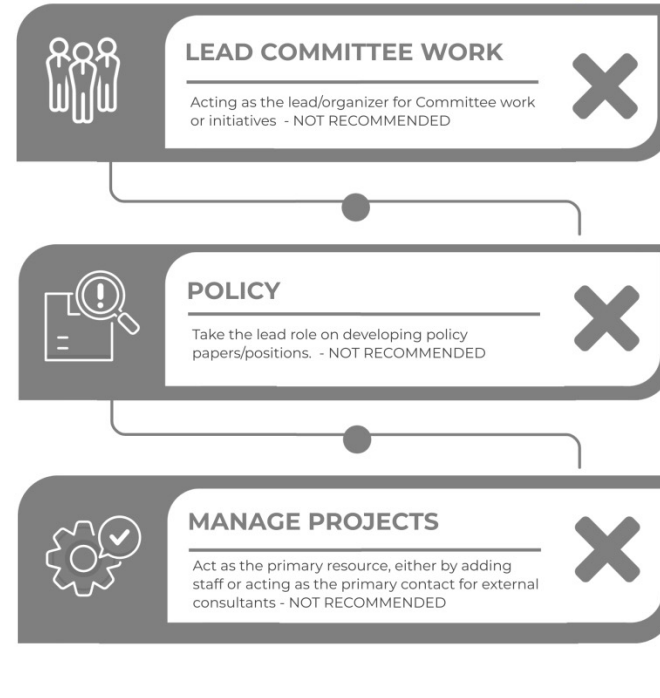 LEAD COMMITTEE WORK
Acting as the lead/organizer for Committee work
or initiatives - NOT RECOMMENDED
POLICY
Take the lead role on developing policy
papers/positions. - NOT RECOMMENDED
MANAGE PROJECTS
Act as the primary resource, either by adding
staff or acting as the primary contact for external
consultants - NOT RECOMMENDED